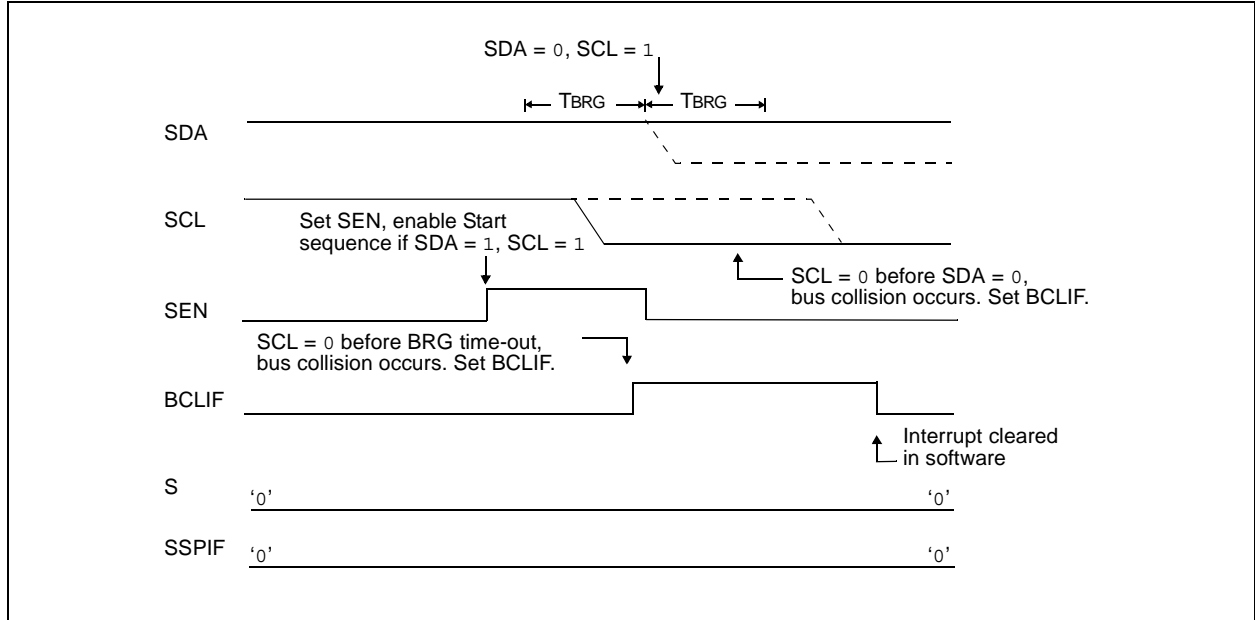 SDA = 0, SCL = 1
TBRG TBRG
SDA
SCL
Set SEN, enable Start
sequence if SDA = 1, SCL = 1
SCL = 0 before SDA = 0,
bus collision occurs. Set BCLIF.
SEN
SCL = 0 before BRG time-out,
bus collision occurs. Set BCLIF.
BCLIF
Interrupt cleared
in software
S
‘0’ ‘0’
SSPIF ‘0’ ‘0’